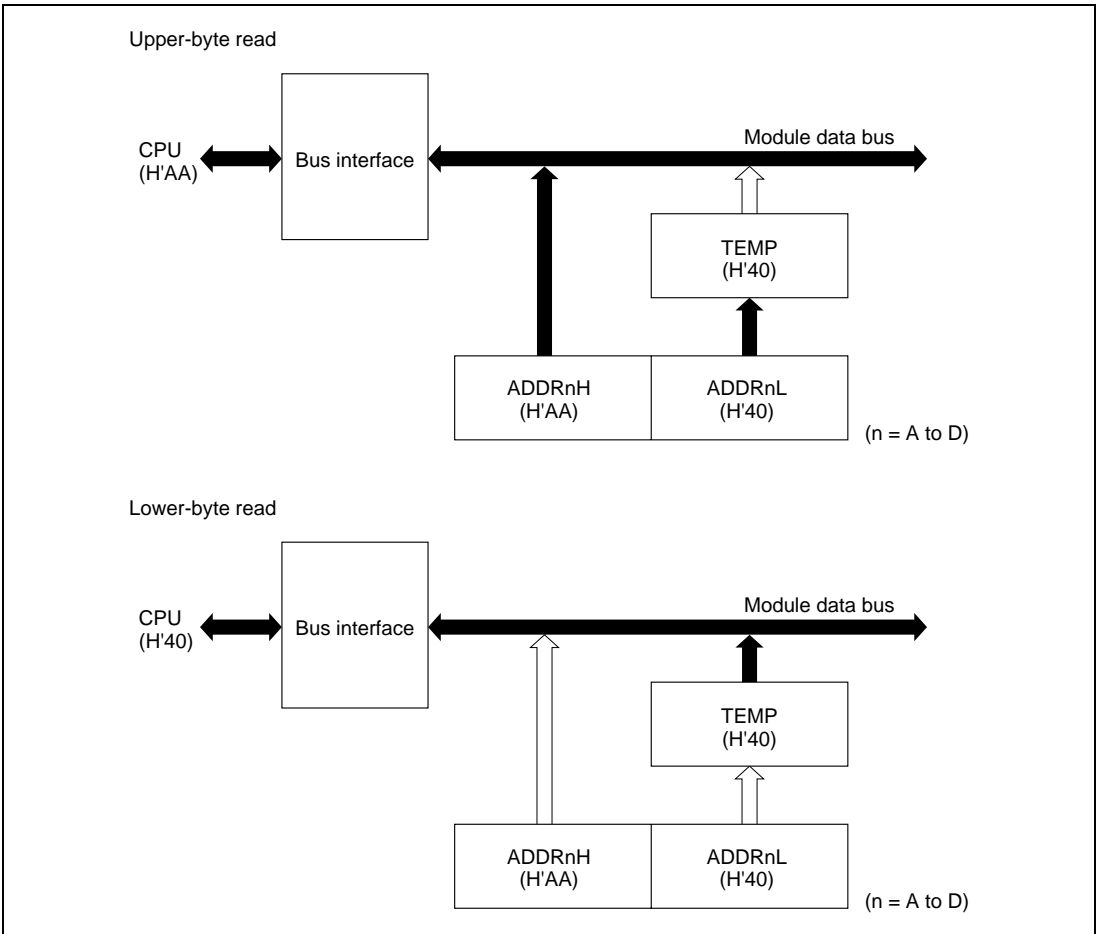 Upper-byte read
CPU
(H'AA)
Bus interface
Module data bus
TEMP
(H'40)
ADDRnH
(H'AA)
ADDRnL
(H'40)
(n = A to D)
Lower-byte read
CPU
(H'40)
Bus interface
Module data bus
TEMP
(H'40)
ADDRnH
(H'AA)
ADDRnL
(H'40)
(n = A to D)